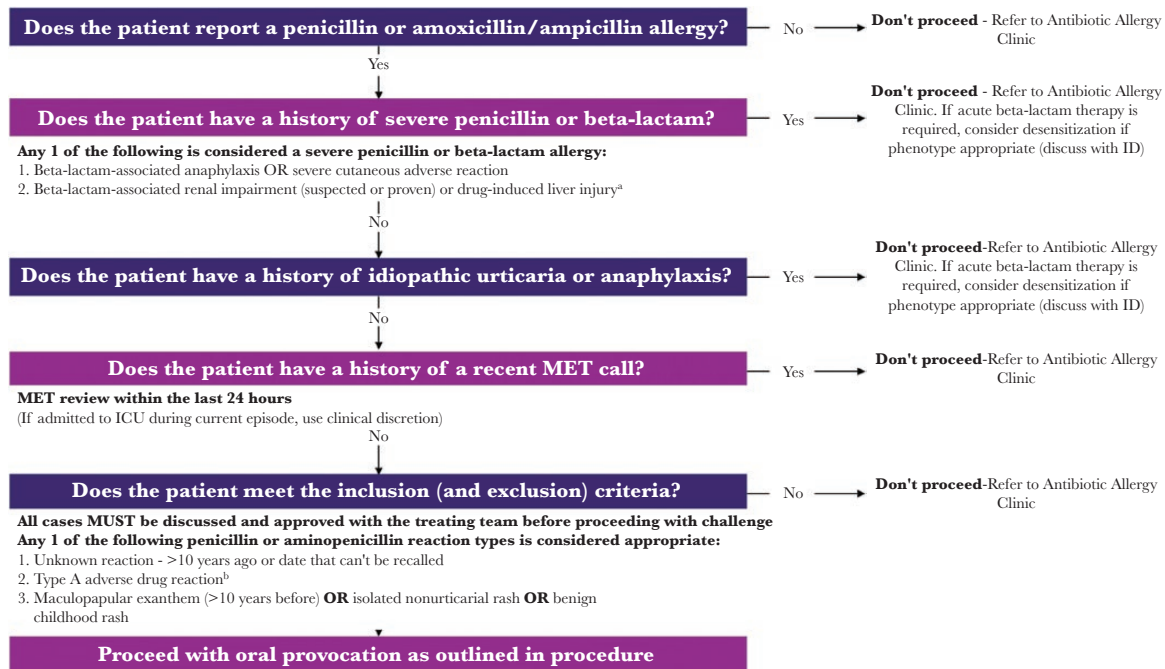 Does the patient report a penicillin or amoxicillin/ampicillin allergy?
No
Don't proceed - Refer to Antibiotic Allergy
Clinic
Yes
Does the patient have a history of severe penicillin or beta-lactam?
Yes
Don't proceed - Refer to Antibiotic Allergy
Clinic. If acute beta-lactam therapy is
required, consider desensitization if
phenotype appropriate (discuss with ID)
Any 1 of the following is considered a severe penicillin or beta-lactam allergy:
1. Beta-lactam-associated anaphylaxis OR severe cutaneous adverse reaction
2. Beta-lactam-associated renal impairment (suspected or proven) or drug-induced liver injuryᵃ
No
Does the patient have a history of idiopathic urticaria or anaphylaxis?
Yes
Don't proceed-Refer to Antibiotic Allergy
Clinic. If acute beta-lactam therapy is
required, consider desensitization if
phenotype appropriate (discuss with ID)
No
Does the patient have a history of a recent MET call?
Yes
Don't proceed-Refer to Antibiotic Allergy
Clinic
MET review within the last 24 hours
(If admitted to ICU during current episode, use clinical discretion)
No
Does the patient meet the inclusion (and exclusion) criteria?
No
Don't proceed-Refer to Antibiotic Allergy
Clinic
All cases MUST be discussed and approved with the treating team before proceeding with challenge
Any 1 of the following penicillin or aminopenicillin reaction types is considered appropriate:
1. Unknown reaction - >10 years ago or date that can't be recalled
2. Type A adverse drug reactionᵇ
3. Maculopapular exanthem (>10 years before) OR isolated nonurticarial rash OR benign
childhood rash
Proceed with oral provocation as outlined in procedure